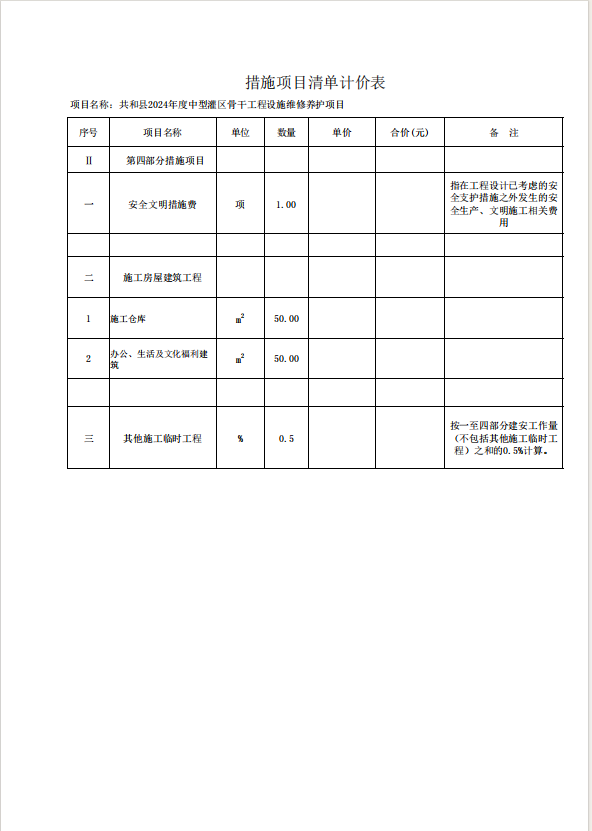 措施项目清单计价表
项目名称：共和县2024年度中型灌区骨干工程设施维修养护项目
序号 项目名称 单位 数量 单价 合价(元) 备 注
Ⅱ 第四部分措施项目
一 安全文明措施费 项 1.00 指在工程设计已考虑的安
全支护措施之外发生的安
全生产、文明施工相关费
用
二 施工房屋建筑工程
1 施工仓库 m² 50.00
2 办公、生活及文化福利建
筑 m² 50.00
三 其他施工临时工程 % 0.5 按一至四部分建安工作量
（不包括其他施工临时工
程）之和的0.5%计算。